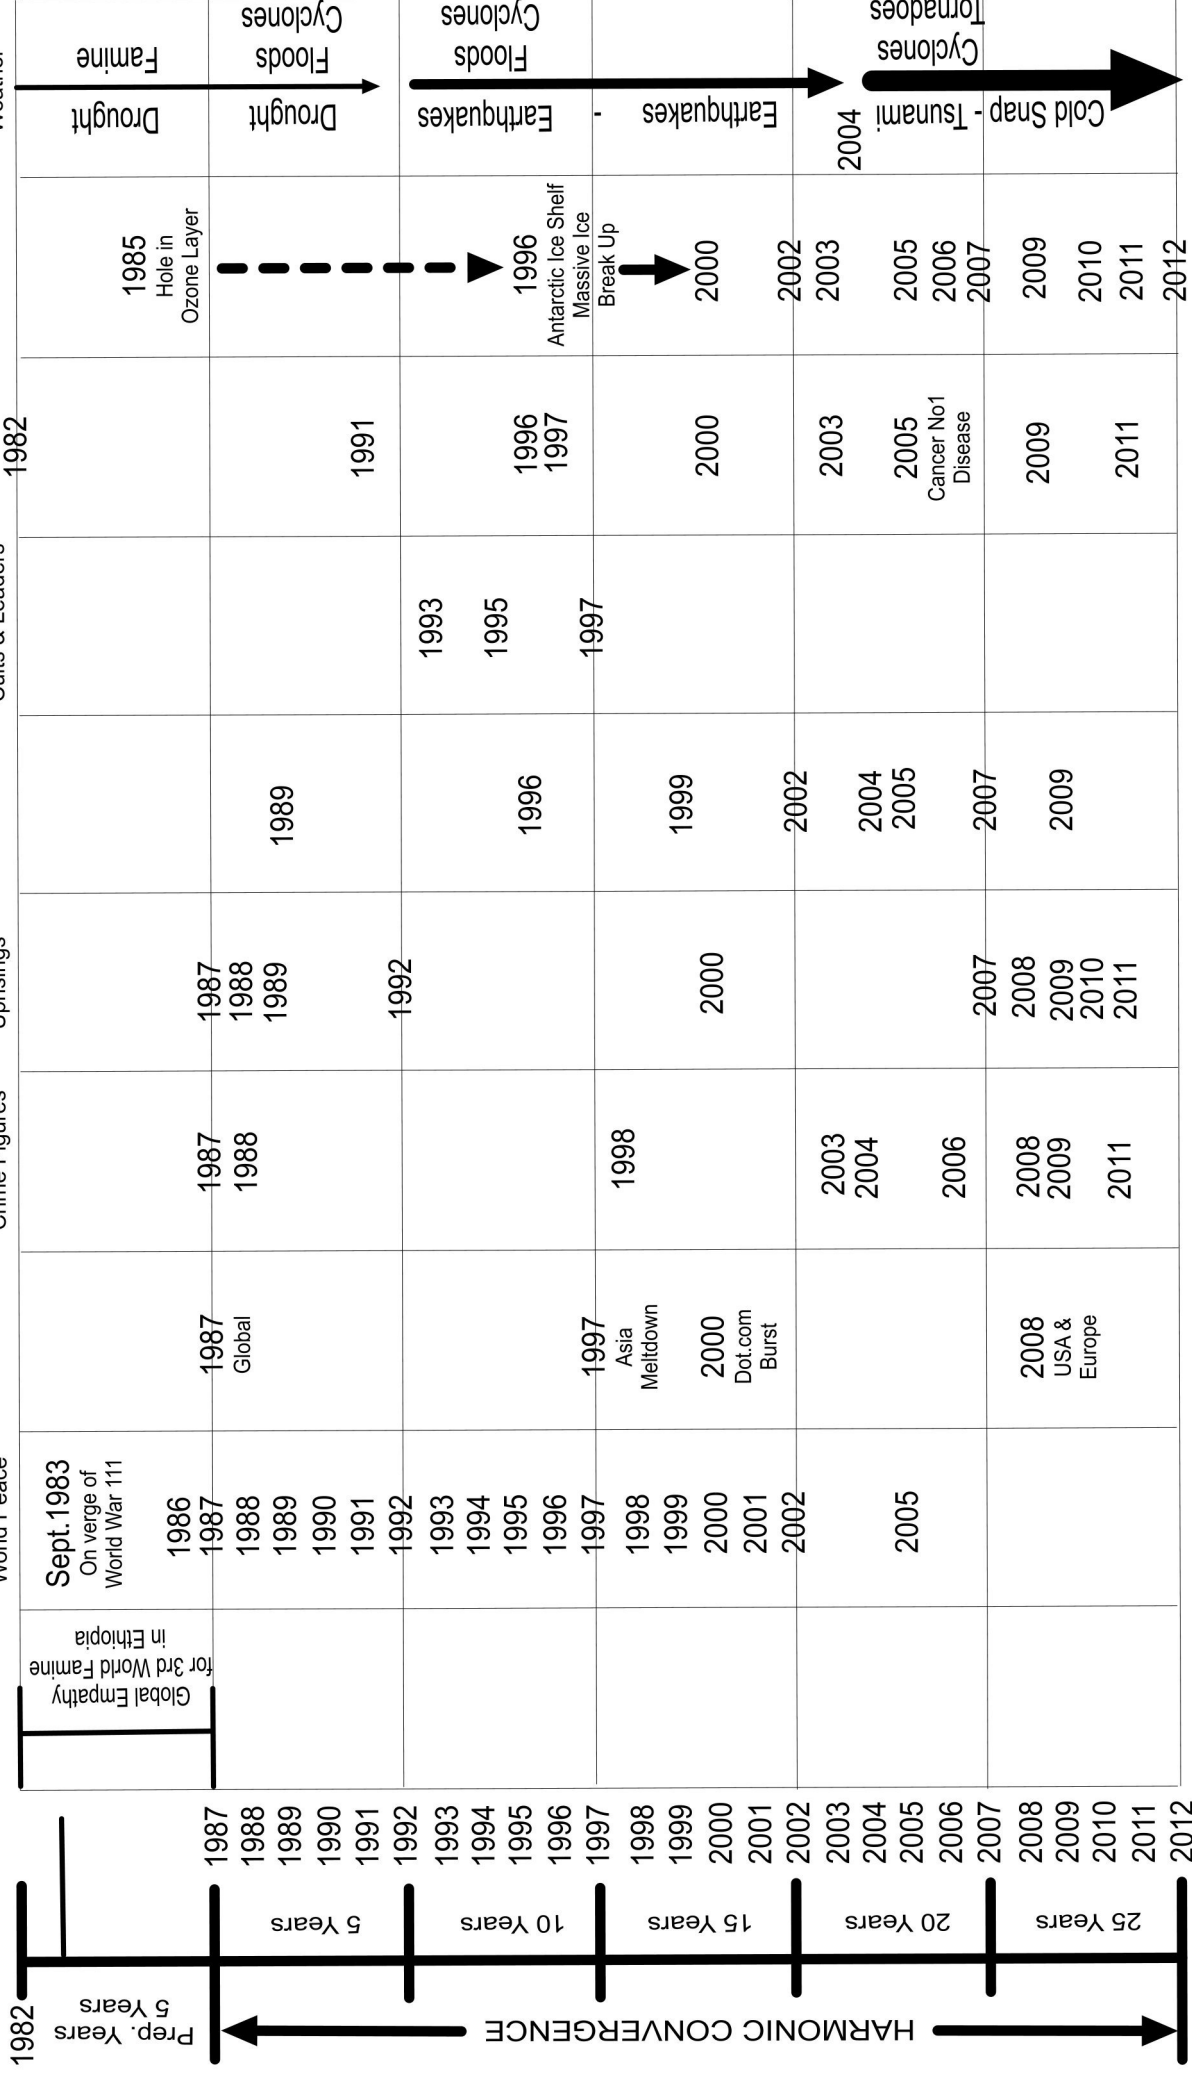 1982
Prep. Years
5 Years
HARMONIC CONVERGENCE
5 Years
10 Years
15 Years
20 Years
25 Years
1987
1988
1989
1990
1991
1992
1993
1994
1995
1996
1997
1998
1999
2000
2001
2002
2003
2004
2005
2006
2007
2008
2009
2010
2011
2012
Global Empathy
for 3rd World Famine
in Ethiopia
World Peace
Sept.1983
On verge of
World War 111
1986
1987
1988
1989
1990
1991
1992
1993
1994
1995
1996
1997
1998
1999
2000
2001
2002
2005
1987
Global
1997
Asia
Meltdown
2000
Dot.com
Burst
2008
USA &
Europe
Crime Figures
1987
1988
1998
2003
2004
2006
2008
2009
2011
Uprisings
1987
1988
1989
1992
2000
2007
2008
2009
2010
2011
1989
1996
1999
2002
2004
2005
2007
2009
Cults & Leaders
1993
1995
1997
1982
1991
1996
1997
2000
2003
2005
Cancer No1
Disease
2009
2011
1985
Hole in
Ozone Layer
1996
Antarctic Ice Shelf
Massive Ice
Break Up
2000
2002
2003
2005
2006
2007
2009
2010
2011
2012
Weather
Drought
Famine
Drought
Floods
Cyclones
Earthquakes
Floods
Cyclones
-
Earthquakes
2004
Tsunami - Cold Snap
Cyclones
Tornadoes